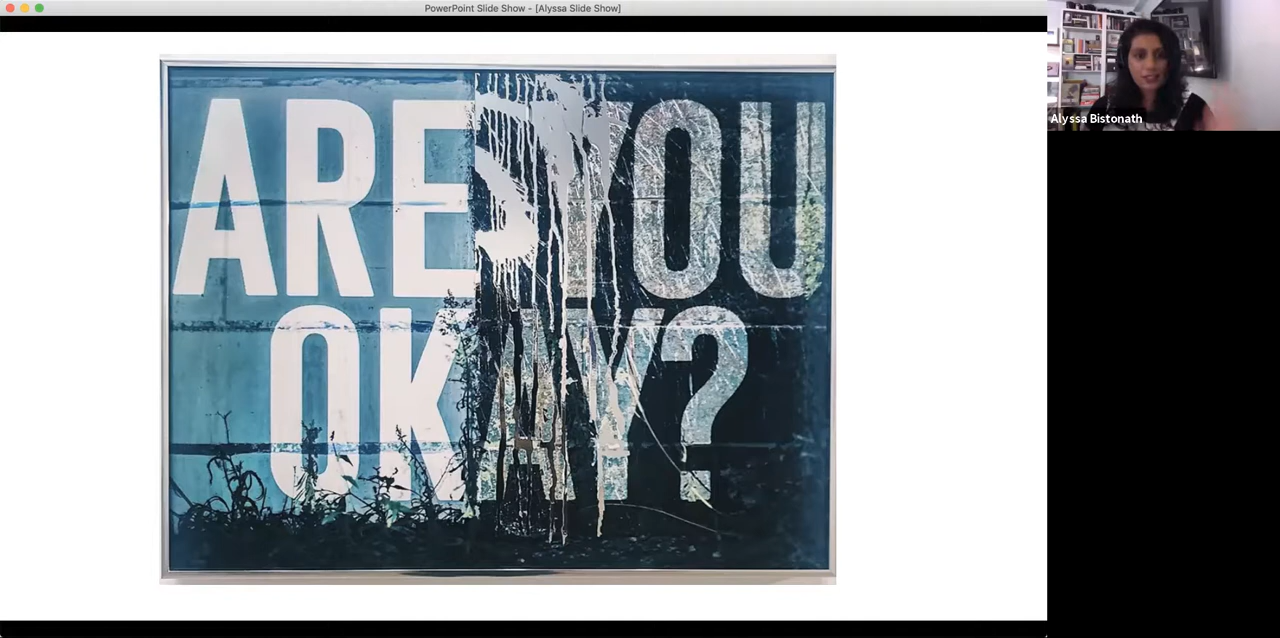 PowerPoint Slide Show - [Alyssa Slide Show]
ARE YOU
OKAY?
Alyssa Bistonath